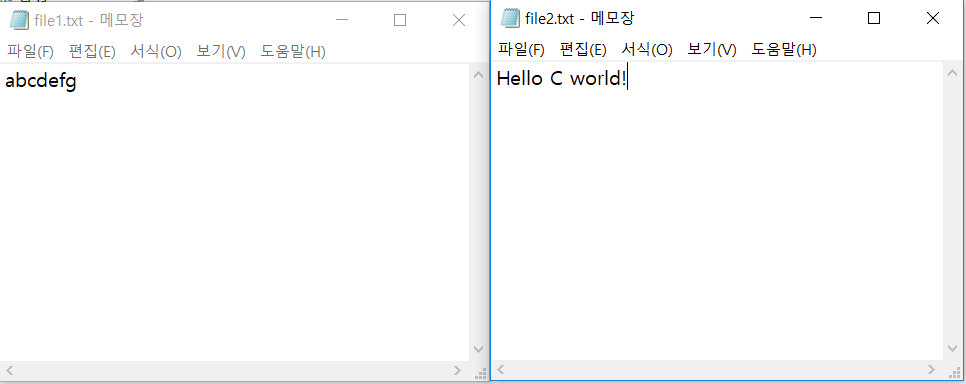 file1.txt - 메모장
파일(F) 편집(E) 서식(O) 보기(V) 도움말(H)
abcdefg
file2.txt - 메모장
파일(F) 편집(E) 서식(O) 보기(V) 도움말(H)
Hello C world!